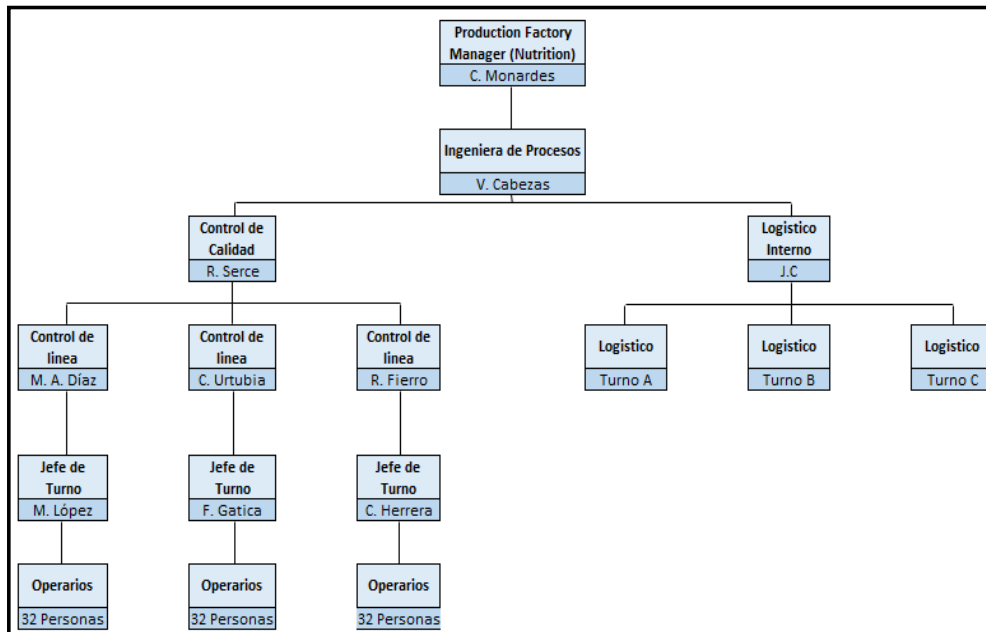 Production Factory
Manager (Nutrition)
C. Monardes
Ingeniera de Procesos
V. Cabezas
Control de
Calidad
R. Serce
Logistico
Interno
J.C
Control de
linea
M. A. Díaz
Control de
linea
C. Urtubia
Control de
linea
R. Fierro
Logistico
Turno A
Logistico
Turno B
Logistico
Turno C
Jefe de
Turno
M. López
Jefe de
Turno
F. Gatica
Jefe de
Turno
C. Herrera
Operarios
32 Personas
Operarios
32 Personas
Operarios
32 Personas